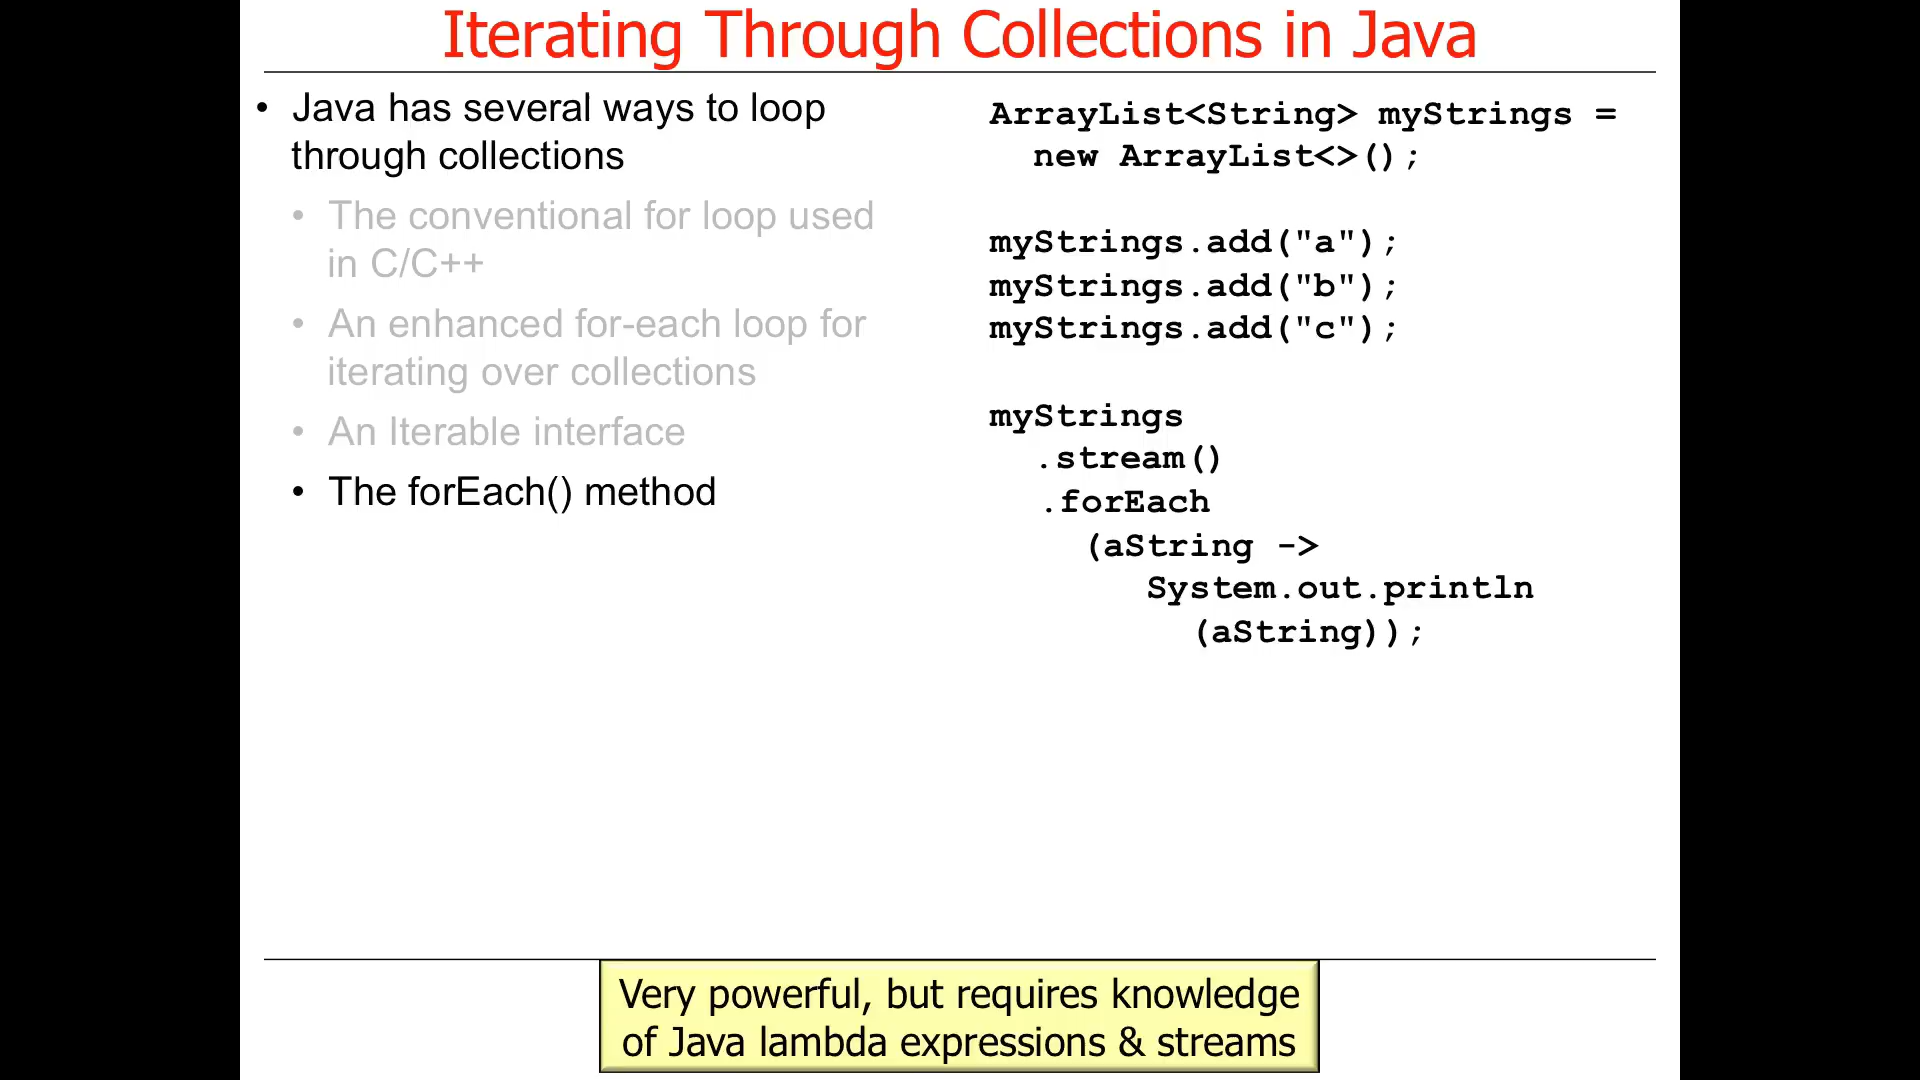 Iterating Through Collections in Java
• Java has several ways to loop
through collections
• The conventional for loop used
in C/C++
• An enhanced for-each loop for
iterating over collections
• An Iterable interface
• The forEach() method
ArrayList<String> myStrings =
new ArrayList<>();
myStrings.add("a");
myStrings.add("b");
myStrings.add("c");
myStrings
.stream()
.forEach
(aString ->
System.out.println
(aString));
Very powerful, but requires knowledge
of Java lambda expressions & streams